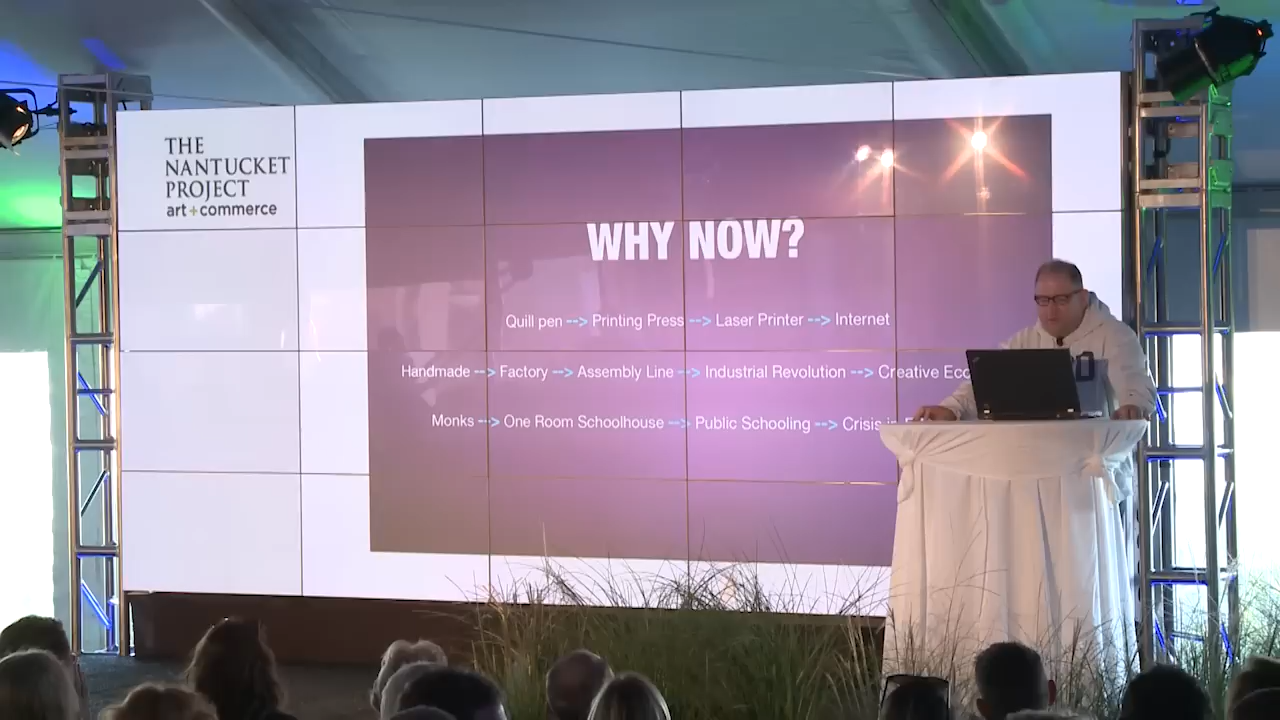 THE
NANTUCKET
PROJECT
art+commerce
WHY NOW?
Quill pen --> Printing Press --> Laser Printer --> Internet
Handmade --> Factory --> Assembly Line --> Industrial Revolution --> Creative
Monks --> One Room Schoolhouse --> Public Schooling --> Crisis